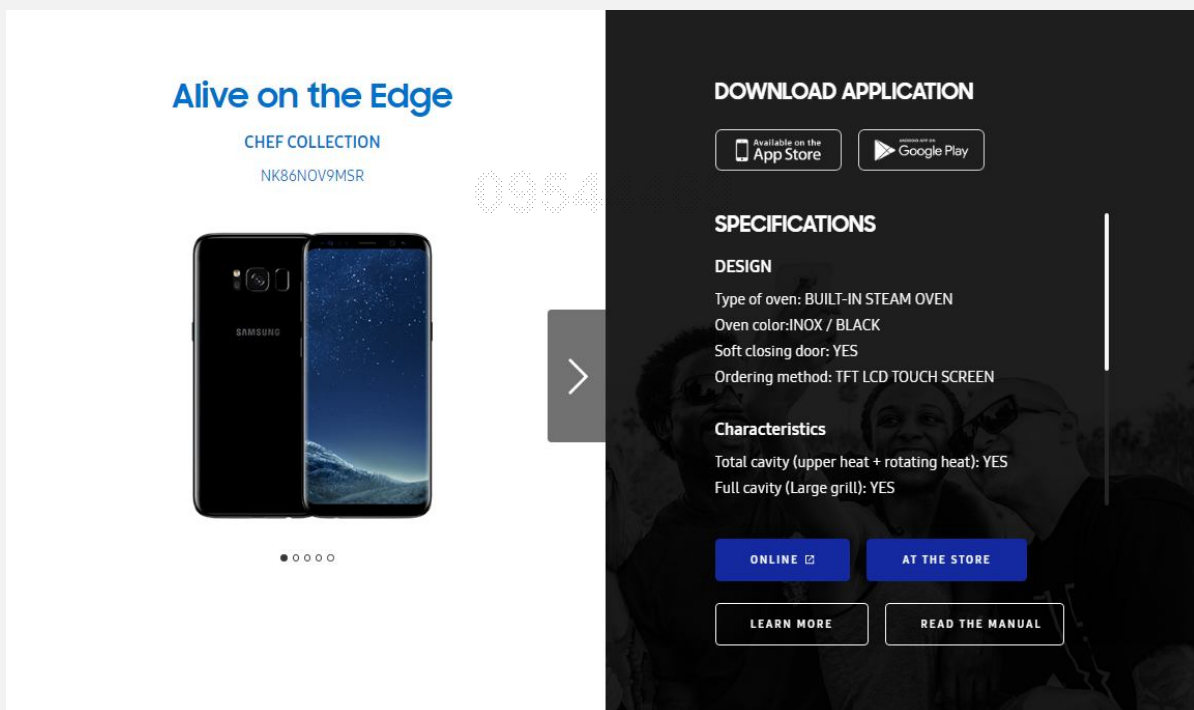 Alive on the Edge
CHEF COLLECTION
NK86NOV9MSR
SAMSUNG
DOWNLOAD APPLICATION
Available on the
App Store
ANDROID APP ON
Google Play
SPECIFICATIONS
DESIGN
Type of oven: BUILT-IN STEAM OVEN
Oven color:INOX / BLACK
Soft closing door: YES
Ordering method: TFT LCD TOUCH SCREEN
Characteristics
Total cavity (upper heat + rotating heat): YES
Full cavity (Large grill): YES
ONLINE
AT THE STORE
LEARN MORE
READ THE MANUAL